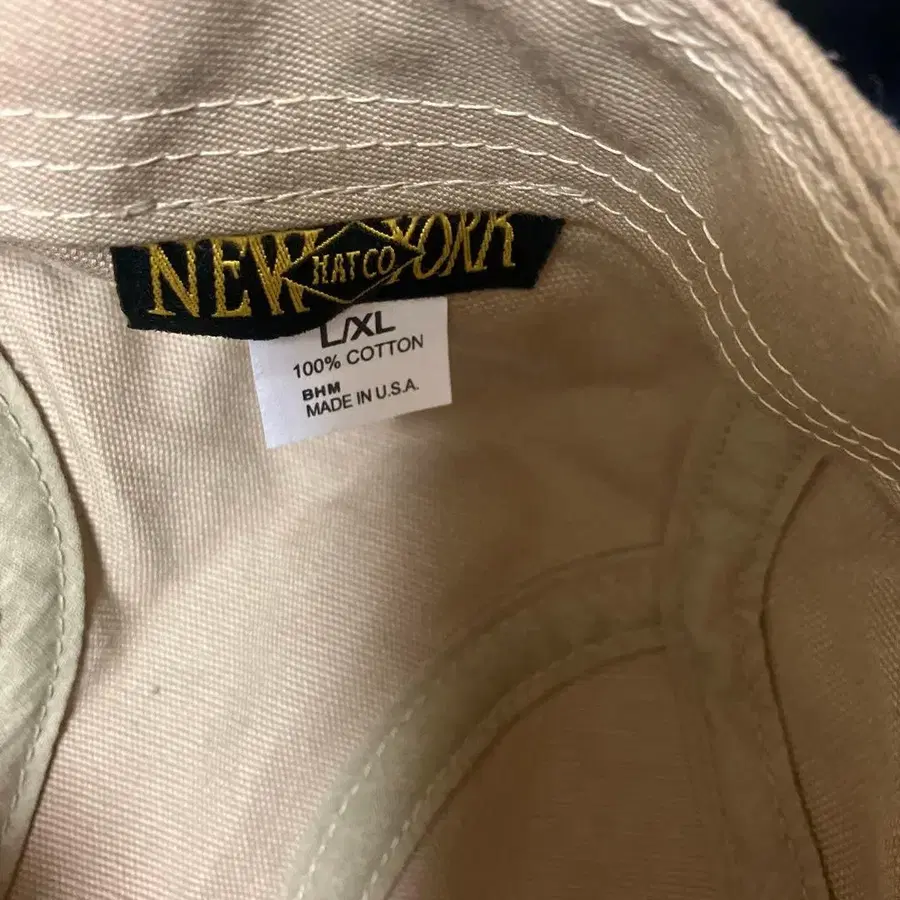 NEW YORK
HAT CO
L/XL
100% COTTON
BHM
MADE IN U.S.A.